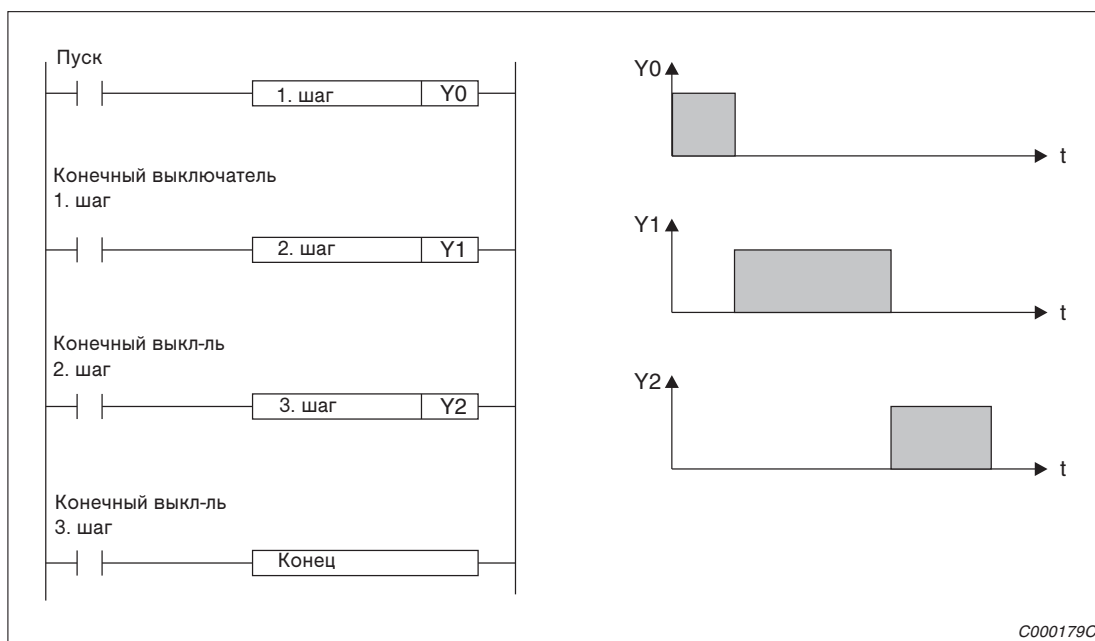 Пуск
1. шаг Y0
Конечный выключатель
1. шаг
2. шаг Y1
Конечный выкл-ль
2. шаг
3. шаг Y2
Конечный выкл-ль
3. шаг
Конец
Y0
t
Y1
t
Y2
t
C000179C